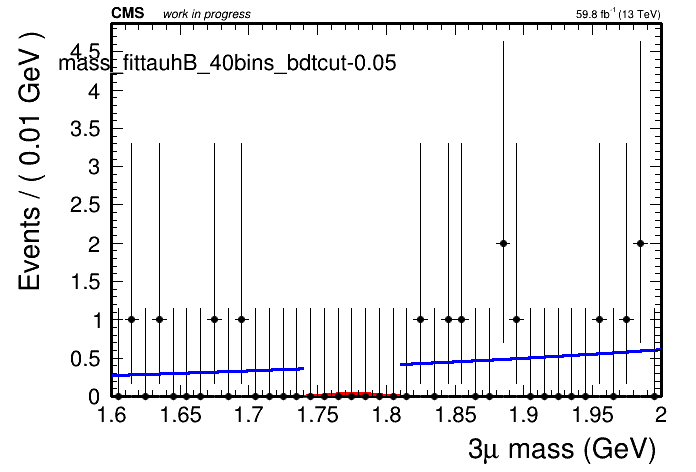 CMS work in progress 59.8 fb-1 (13 TeV)
mass_fittauhB_40bins_bdtcut-0.05
Events / ( 0.01 GeV )
4.5
4
3.5
3
2.5
2
1.5
1
0.5
0
1.6 1.65 1.7 1.75 1.8 1.85 1.9 1.95 2
3μ mass (GeV)